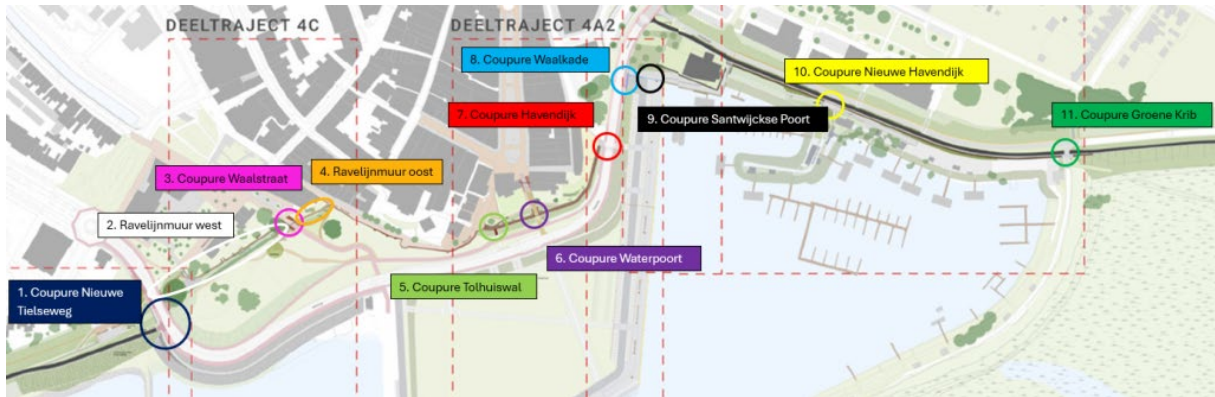 DEELTRAJECT 4C
DEELTRAJECT 4A2
8. Coupure Waalkade
10. Coupure Nieuwe Havendijk
7. Coupure Havendijk
9. Coupure Santwijckse Poort
11. Coupure Groene Krib
4. Ravelijnmuur oost
3. Coupure Waalstraat
2. Ravelijnmuur west
6. Coupure Waterpoort
5. Coupure Tolhuiswal
1. Coupure Nieuwe
Tielseweg